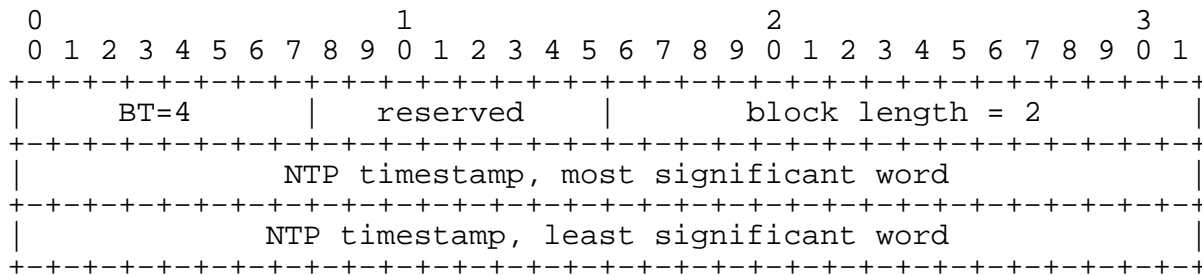 0                   1                   2                   3
 0 1 2 3 4 5 6 7 8 9 0 1 2 3 4 5 6 7 8 9 0 1 2 3 4 5 6 7 8 9 0 1
+-+-+-+-+-+-+-+-+-+-+-+-+-+-+-+-+-+-+-+-+-+-+-+-+-+-+-+-+-+-+-+-+
|     BT=4      |   reserved    |       block length = 2        |
+-+-+-+-+-+-+-+-+-+-+-+-+-+-+-+-+-+-+-+-+-+-+-+-+-+-+-+-+-+-+-+-+
|              NTP timestamp, most significant word             |
+-+-+-+-+-+-+-+-+-+-+-+-+-+-+-+-+-+-+-+-+-+-+-+-+-+-+-+-+-+-+-+-+
|             NTP timestamp, least significant word             |
+-+-+-+-+-+-+-+-+-+-+-+-+-+-+-+-+-+-+-+-+-+-+-+-+-+-+-+-+-+-+-+-+